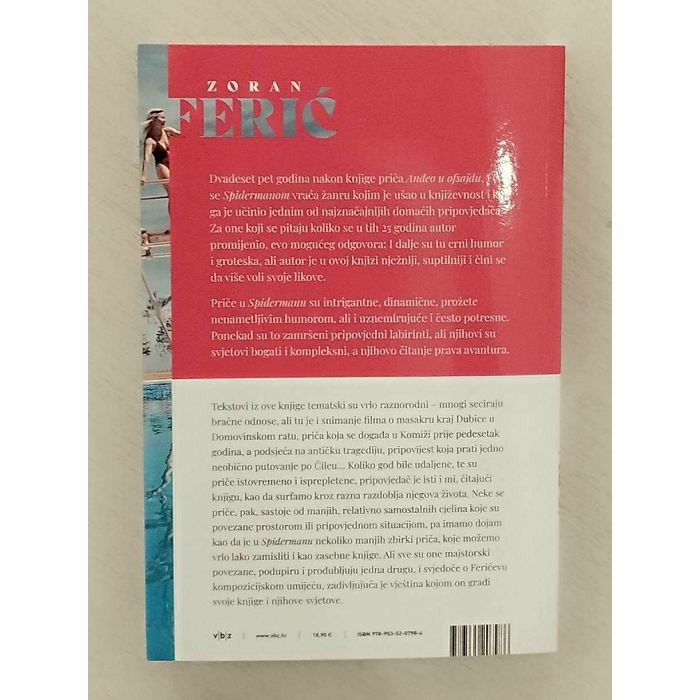 ZORAN
FERIĆ
Dvadeset pet godina nakon knjige priča Anđeo u ofsajdu,
se Spidermanom vraća žanru kojim je ušao u književnost i
ga je učinio jednim od najznačajnijih domaćih pripovjedača.
Za one koji se pitaju koliko se u tih 25 godina autor
promijenio, evo mogućeg odgovora: I dalje su tu crni humor
i groteska, ali autor je u ovoj knjizi nježniji, suptilniji i čini se
da više voli svoje likove.
Priče u Spidermanu su intrigantne, dinamične, prožete
nenametljivim humorom, ali i uznemirujuće i često potresne.
Ponekad su to zamršeni pripovjedni labirinti, ali njihovi su
svjetovi bogati i kompleksni, a njihovo čitanje prava avantura.
Tekstovi iz ove knjige tematski su vrlo raznorodni – mnogi seciraju
bračne odnose, ali tu je i snimanje filma o masakru kraj Dubice u
Domovinskom ratu, priča koja se događa u Komiži prije pedesetak
godina, a podsjeća na antičku tragediju, pripovijest koja prati jedno
neobično putovanje po Čileu... Koliko god bile udaljene, te su
priče istovremeno i isprepletene, pripovjedač je isti i mi, čitajući
knjigu, kao da surfamo kroz razna razdoblja njegova života. Neke se
priče, pak, sastoje od manjih, relativno samostalnih cjelina koje su
povezane prostorom ili pripovjednom situacijom, pa imamo dojam
kao da je u Spidermanu nekoliko manjih zbirki priča, koje možemo
vrlo lako zamisliti i kao zasebne knjige. Ali sve su one majstorski
povezane, podupiru i produbljuju jedna drugu, i svjedoče o Ferićevu
kompozicijskom umijeću, zadivljujuća je vještina kojom on gradi
svoje knjige i njihove svjetove.
v|b|z | www.vbz.hr | 18,90 € | ISBN 978-953-52-0798-6